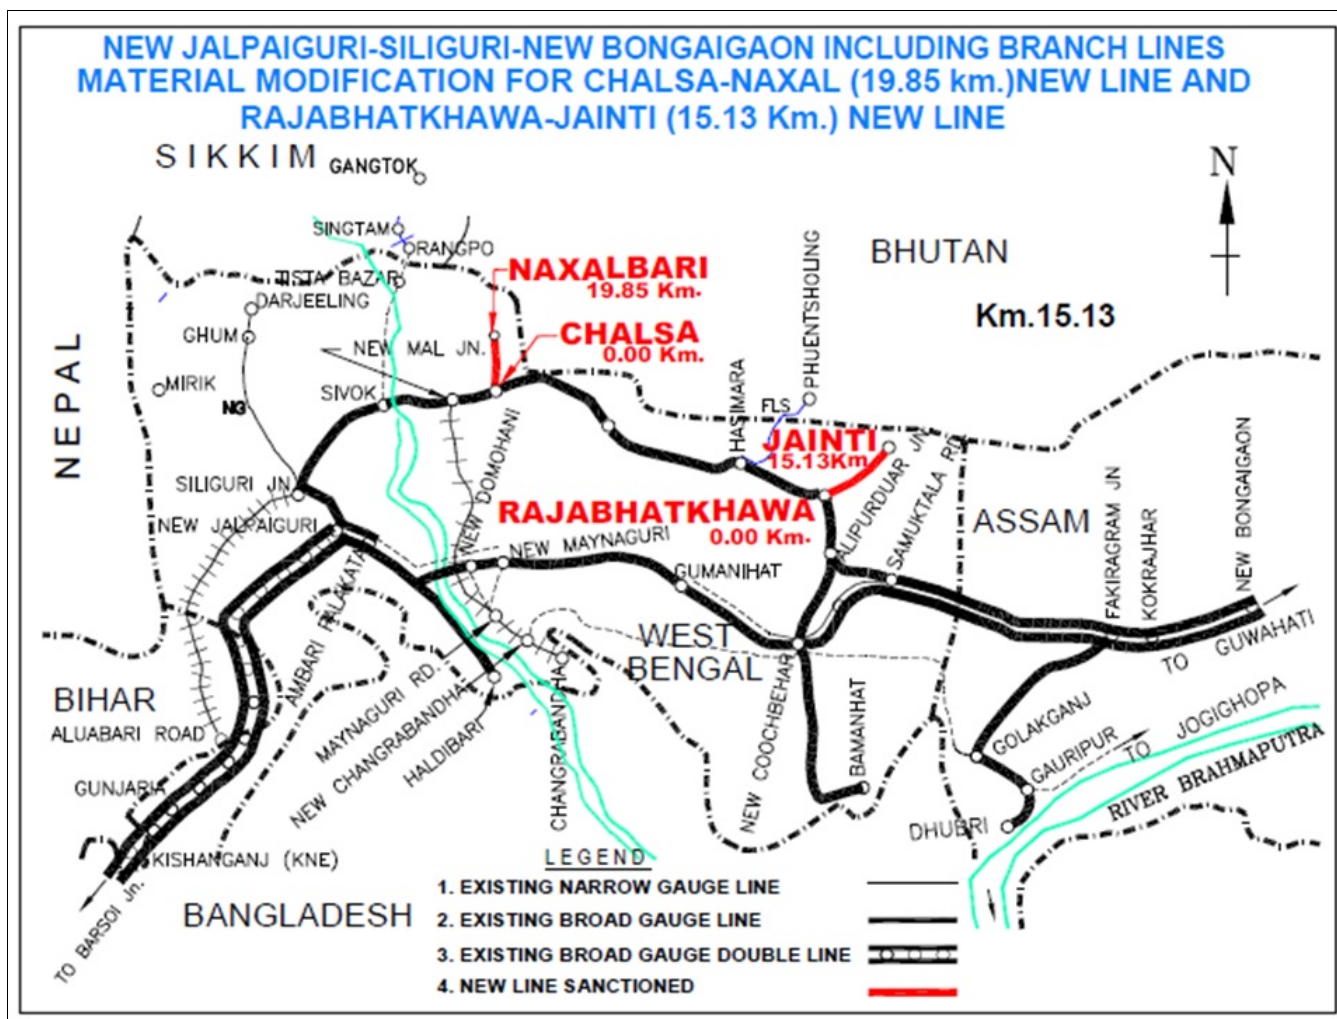 NEW JALPAIGURI-SILIGURI-NEW BONGAIGAON INCLUDING BRANCH LINES
MATERIAL MODIFICATION FOR CHALSA-NAXAL (19.85 km.)NEW LINE AND
RAJABHATKHAWA-JAINTI (15.13 Km.) NEW LINE
SIKKIM
GANGTOK
N
SINGTAM
RANGPO
BHUTAN
NAXALBARI
19.85 Km.
TISTA BAZAR
DARJEELING
PHUENTSHOLING
Km.15.13
GHUM
NEW MAL JN.
CHALSA
0.00 Km.
NEPAL
MIRIK
NG
SIVOK
HASIMARA
FLS
JAINTI
15.13Km
NEW DOMOHANI
ALIPURDUAR JN
SAMUKTALA RD
NEW BONGAIGAON
SILIGURI JN
NEW JALPAIGURI
RAJABHATKHAWA
0.00 Km.
ASSAM
FAKIRAGRAM JN
KOKRAJHAR
NEW MAYNAGURI
GUMANIHAT
AMBARI FALAKATA
WEST
BENGAL
TO GUWAHATI
BIHAR
ALUABARI ROAD
MAYNAGURI RD.
NEW CHANGRABANDHA
HALDIBARI
CHANGRABANDHA
NEW COOCHBEHAR
BAMANHAT
GOLAKGANJ
GAURIPUR
TO JOGIGHOPA
RIVER BRAHMAPUTRA
GUNJARIA
DHUBRI
KISHANGANJ (KNE)
TO BARSOI Jn.
BANGLADESH
LEGEND
1. EXISTING NARROW GAUGE LINE
2. EXISTING BROAD GAUGE LINE
3. EXISTING BROAD GAUGE DOUBLE LINE
4. NEW LINE SANCTIONED